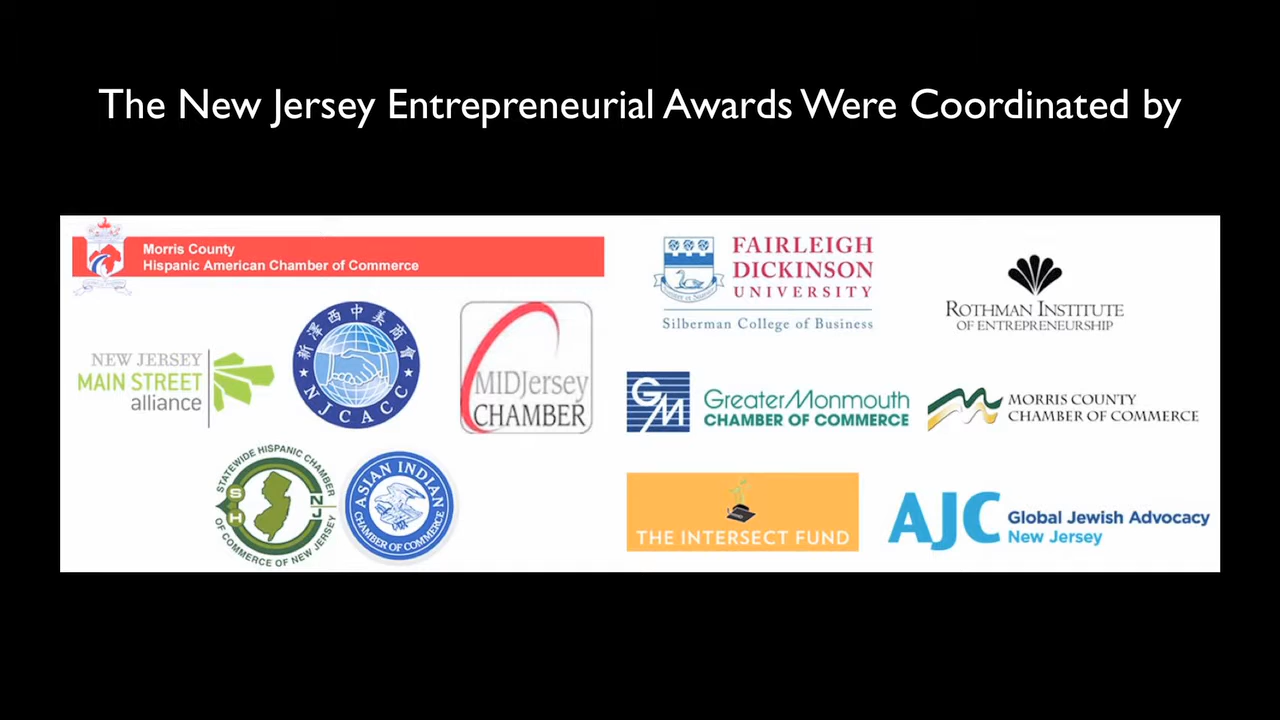 The New Jersey Entrepreneurial Awards Were Coordinated by
Morris County
Hispanic American Chamber of Commerce
FAIRLEIGH
DICKINSON
UNIVERSITY
Silberman College of Business
ROTHMAN INSTITUTE
OF ENTREPRENEURSHIP
NEW JERSEY
MAIN STREET
alliance
新澤西中美商會
NJCACC
MIDJersey
CHAMBER
GM
GreaterMonmouth
CHAMBER OF COMMERCE
MORRIS COUNTY
CHAMBER OF COMMERCE
STATEWIDE HISPANIC CHAMBER
OF COMMERCE OF NEW JERSEY
S H
N J
ASIAN INDIAN
CHAMBER OF COMMERCE
THE INTERSECT FUND
AJC
Global Jewish Advocacy
New Jersey